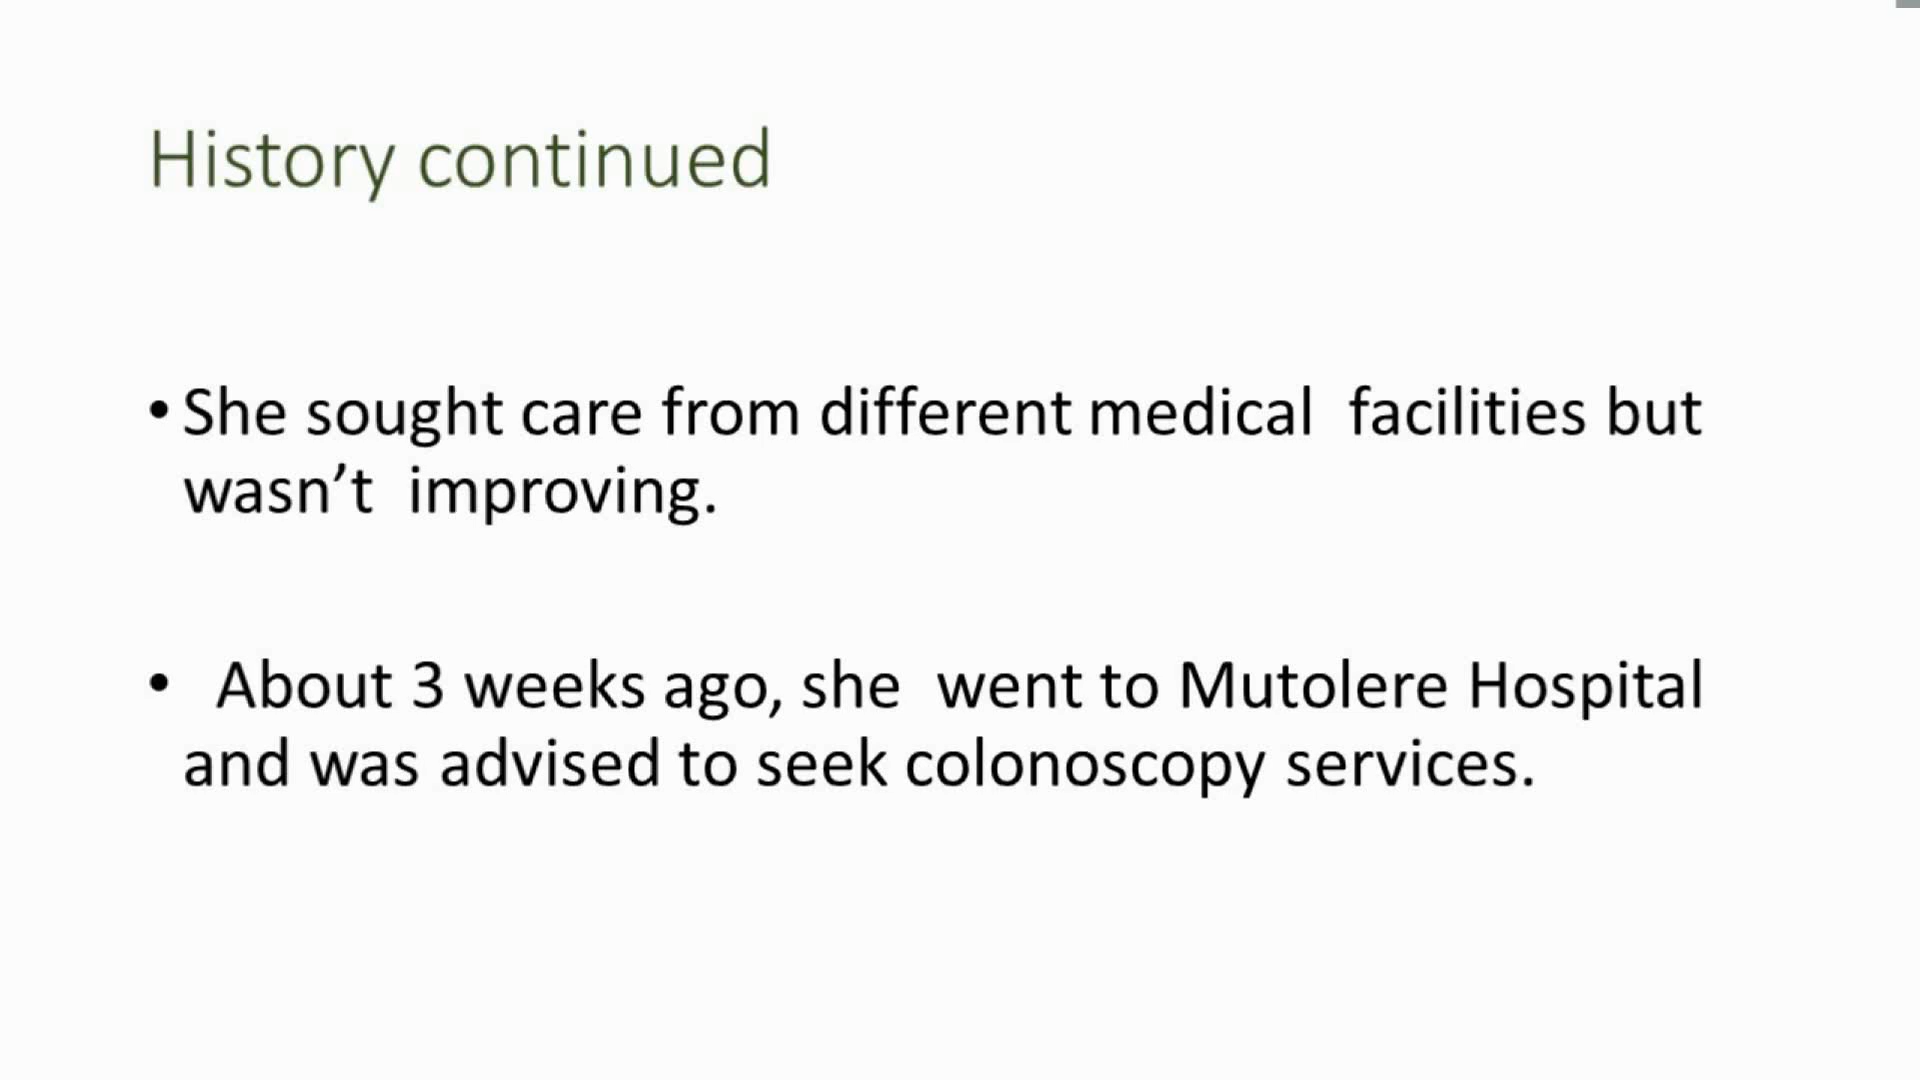 History continued
• She sought care from different medical  facilities but
wasn’t  improving.
•  About 3 weeks ago, she  went to Mutolere Hospital
and was advised to seek colonoscopy services.